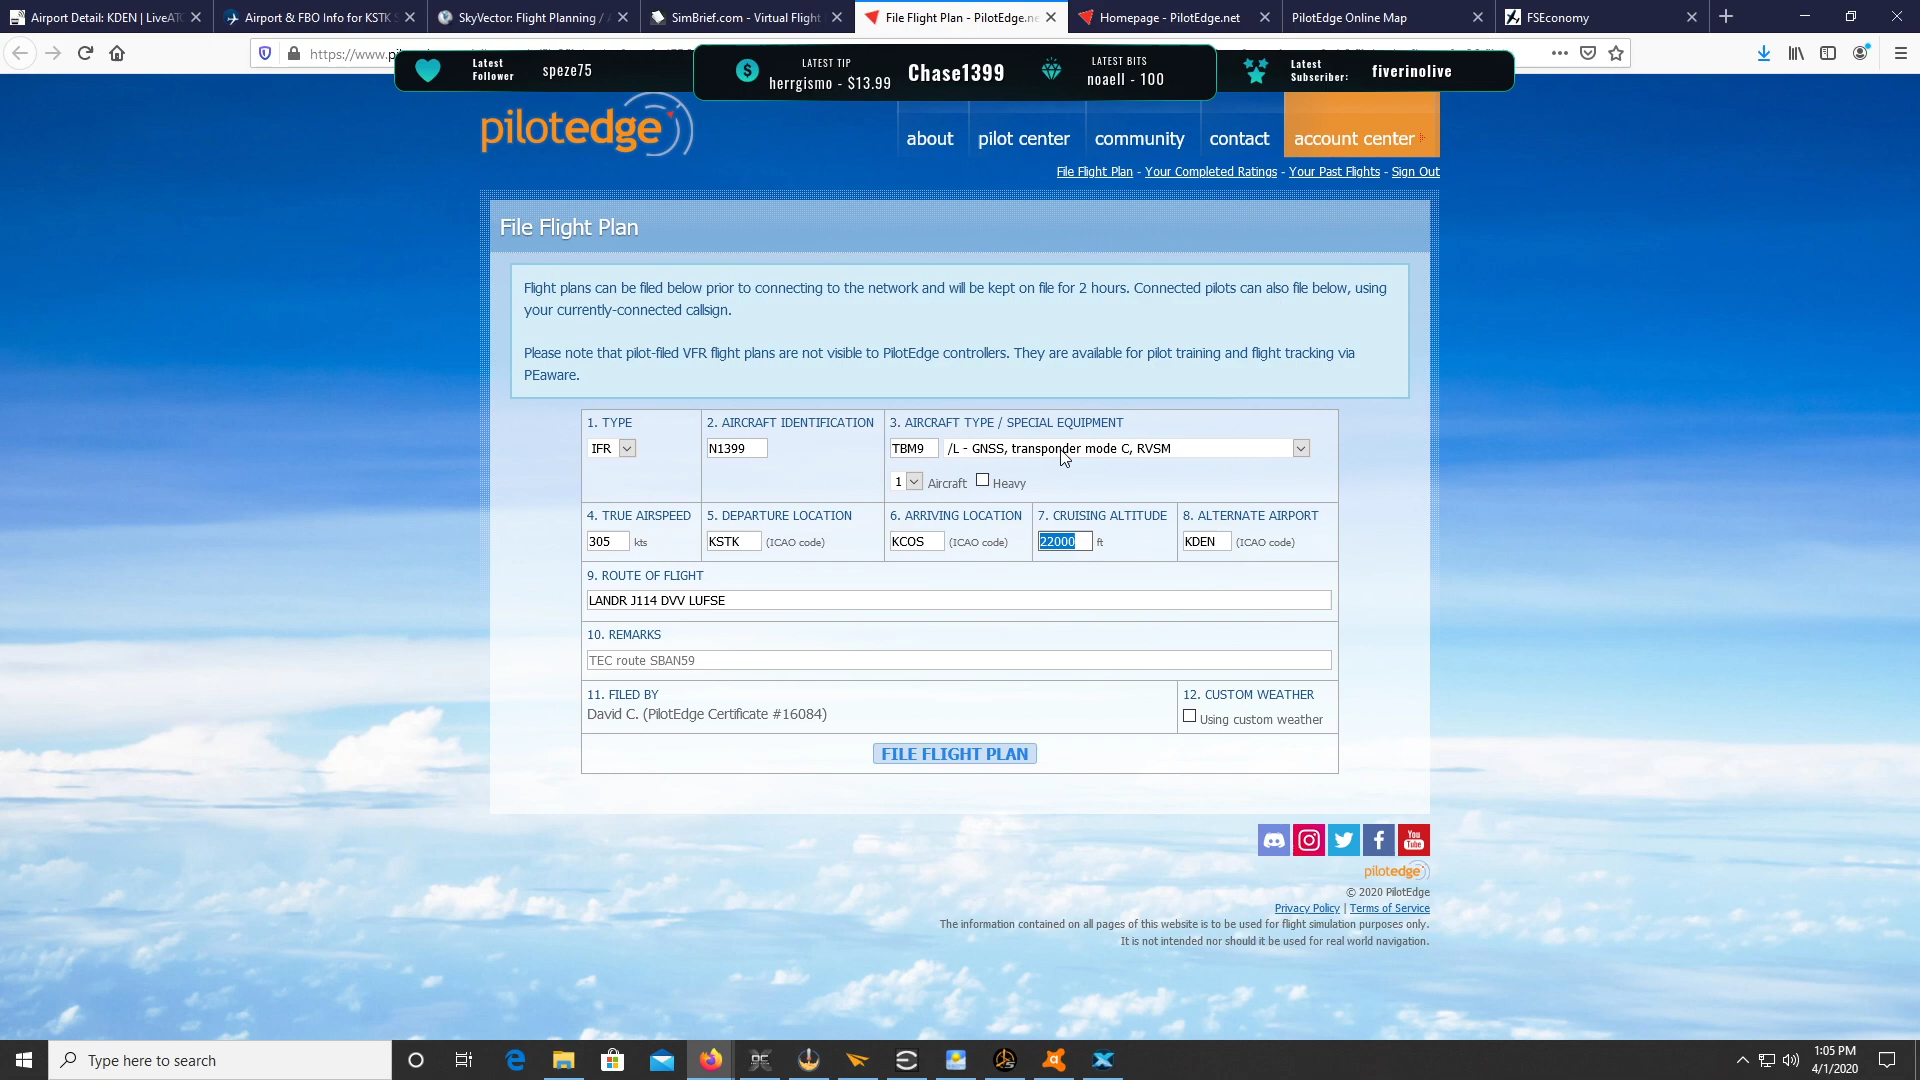 Airport Detail: KDEN | LiveATC
Airport & FBO Info for KSTK S
SkyVector: Flight Planning / A
SimBrief.com - Virtual Flight
File Flight Plan - PilotEdge.ne
Homepage - PilotEdge.net
PilotEdge Online Map
FSEconomy
https://www.pi
Latest
Follower
speze75
LATEST TIP
herrgismo - $13.99
Chase1399
LATEST BITS
noaell - 100
Latest
Subscriber:
fiverinolive
pilotedge
about
pilot center
community
contact
account center
File Flight Plan - Your Completed Ratings - Your Past Flights - Sign Out
File Flight Plan
Flight plans can be filed below prior to connecting to the network and will be kept on file for 2 hours. Connected pilots can also file below, using
your currently-connected callsign.
Please note that pilot-filed VFR flight plans are not visible to PilotEdge controllers. They are available for pilot training and flight tracking via
PEaware.
1. TYPE
2. AIRCRAFT IDENTIFICATION
3. AIRCRAFT TYPE / SPECIAL EQUIPMENT
IFR
N1399
TBM9
/L - GNSS, transponder mode C, RVSM
1 Aircraft Heavy
4. TRUE AIRSPEED
5. DEPARTURE LOCATION
6. ARRIVING LOCATION
7. CRUISING ALTITUDE
8. ALTERNATE AIRPORT
305 kts
KSTK (ICAO code)
KCOS (ICAO code)
22000 ft
KDEN (ICAO code)
9. ROUTE OF FLIGHT
LANDR J114 DVV LUFSE
10. REMARKS
TEC route SBAN59
11. FILED BY
12. CUSTOM WEATHER
David C. (PilotEdge Certificate #16084)
Using custom weather
FILE FLIGHT PLAN
You
Tube
pilotedge
© 2020 PilotEdge
Privacy Policy | Terms of Service
The information contained on all pages of this website is to be used for flight simulation purposes only.
It is not intended nor should it be used for real world navigation.
Type here to search
1:05 PM
4/1/2020